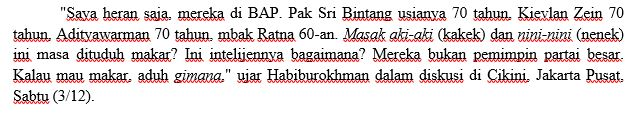 "Saya heran saja, mereka di BAP. Pak Sri Bintang usianya 70 tahun, Kievlan Zein 70
tahun, Adityawarman 70 tahun, mbak Ratna 60-an. Masak aki-aki (kakek) dan nini-nini (nenek)
ini masa dituduh makar? Ini intelijennya bagaimana? Mereka bukan pemimpin partai besar.
Kalau mau makar, aduh gimana," ujar Habiburokhman dalam diskusi di Cikini, Jakarta Pusat,
Sabtu (3/12).